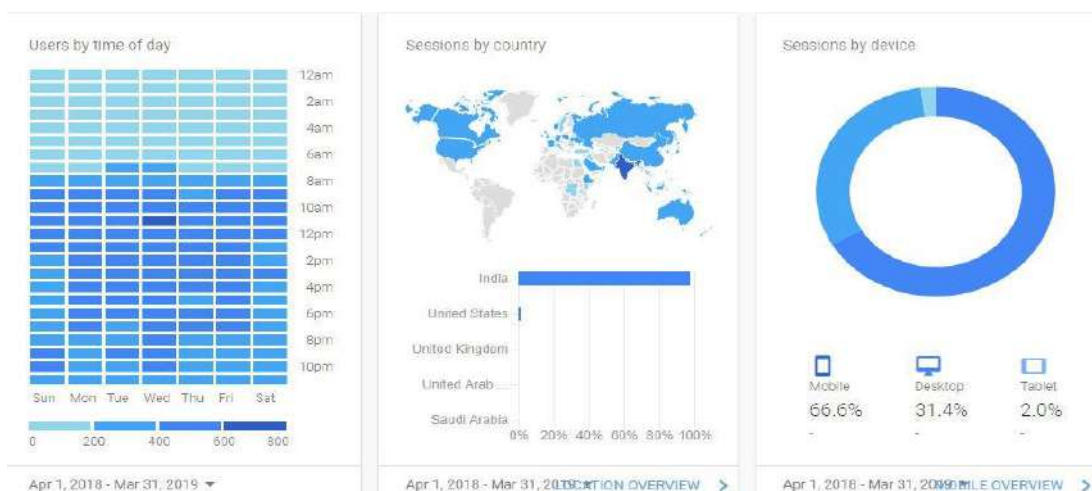 Users by time of day
12am
2am
4am
6am
8am
10am
12pm
2pm
4pm
6pm
8pm
10pm
Sun Mon Tue Wed Thu Fri Sat
0 200 400 600 800
Apr 1, 2018 - Mar 31, 2019
Sessions by country
India
United States
United Kingdom
United Arab ...
Saudi Arabia
0% 20% 40% 60% 80% 100%
Apr 1, 2018 - Mar 31, 2019 LOCATION OVERVIEW
Sessions by device
Mobile Desktop Tablet
66.6% 31.4% 2.0%
- - -
Apr 1, 2018 - Mar 31, 2019 MOBILE OVERVIEW